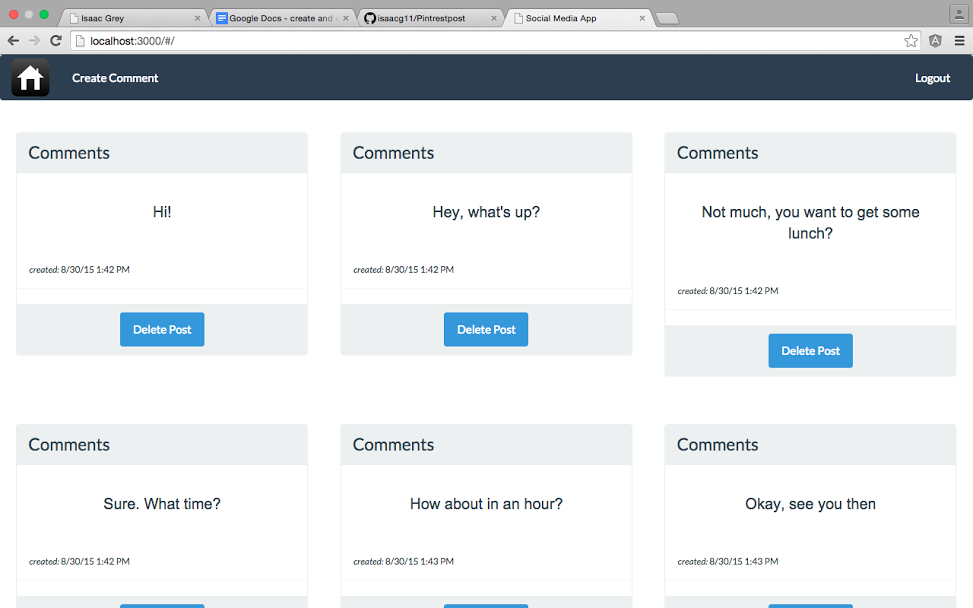 Isaac Grey
Google Docs - create and
isaacg11/Pintrestpost
Social Media App
localhost:3000/#/
Create Comment
Logout
Comments
Hi!
created: 8/30/15 1:42 PM
Delete Post
Comments
Hey, what's up?
created: 8/30/15 1:42 PM
Delete Post
Comments
Not much, you want to get some
lunch?
created: 8/30/15 1:42 PM
Delete Post
Comments
Sure. What time?
created: 8/30/15 1:42 PM
Comments
How about in an hour?
created: 8/30/15 1:43 PM
Comments
Okay, see you then
created: 8/30/15 1:43 PM